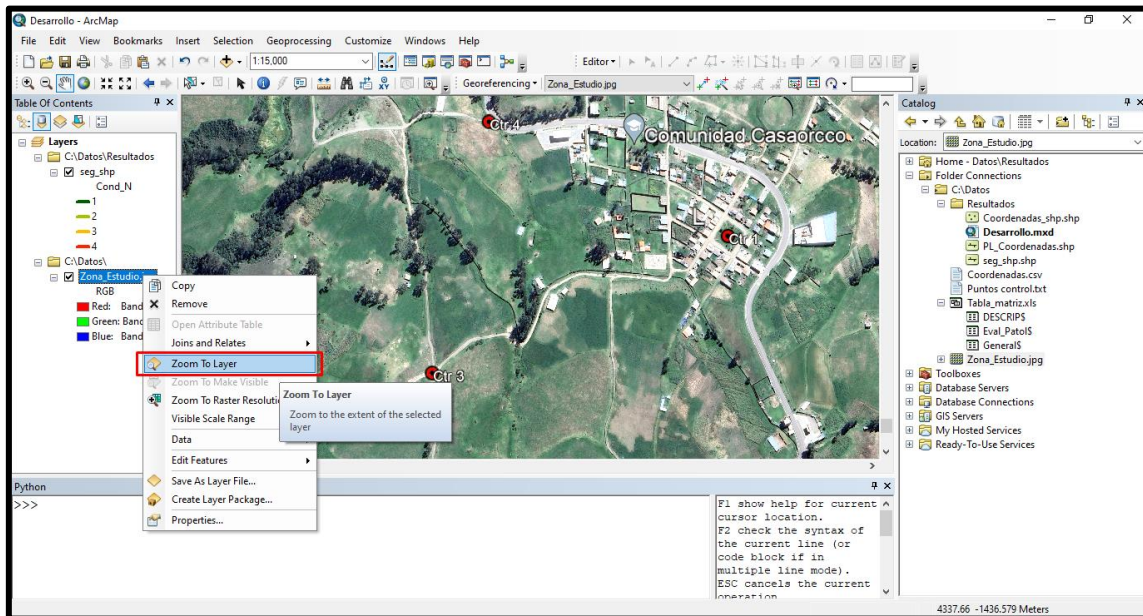 Desarrollo - ArcMap
File Edit View Bookmarks Insert Selection Geoprocessing Customize Windows Help
1:15,000
Editor
Georeferencing
Zona_Estudio.jpg
Table Of Contents
Layers
C:\Datos\Resultados
seg_shp
Cond_N
1
2
3
4
C:\Datos\
Zona_Estudio.
RGB
Red: Band
Green: Band
Blue: Band
Copy
Remove
Open Attribute Table
Joins and Relates
Zoom To Layer
Zoom To Make Visible
Zoom To Raster Resoluti
Visible Scale Range
Data
Edit Features
Save As Layer File...
Create Layer Package...
Properties...
Zoom To Layer
Zoom to the extent of the selected
layer
Ctr 4
Comunidad Casaorcco
Ctr 1
Ctr 3
Catalog
Location: Zona_Estudio.jpg
Home - Datos\Resultados
Folder Connections
C:\Datos
Resultados
Coordenadas_shp.shp
Desarrollo.mxd
PL_Coordenadas.shp
seg_shp.shp
Coordenadas.csv
Puntos control.txt
Tabla_matriz.xls
DESCRIP$
Eval_Patol$
General$
Zona_Estudio.jpg
Toolboxes
Database Servers
Database Connections
GIS Servers
My Hosted Services
Ready-To-Use Services
Python
>>>
F1 show help for current
cursor location.
F2 check the syntax of
the current line (or
code block if in
multiple line mode).
ESC cancels the current
operation
4337.66 -1436.579 Meters